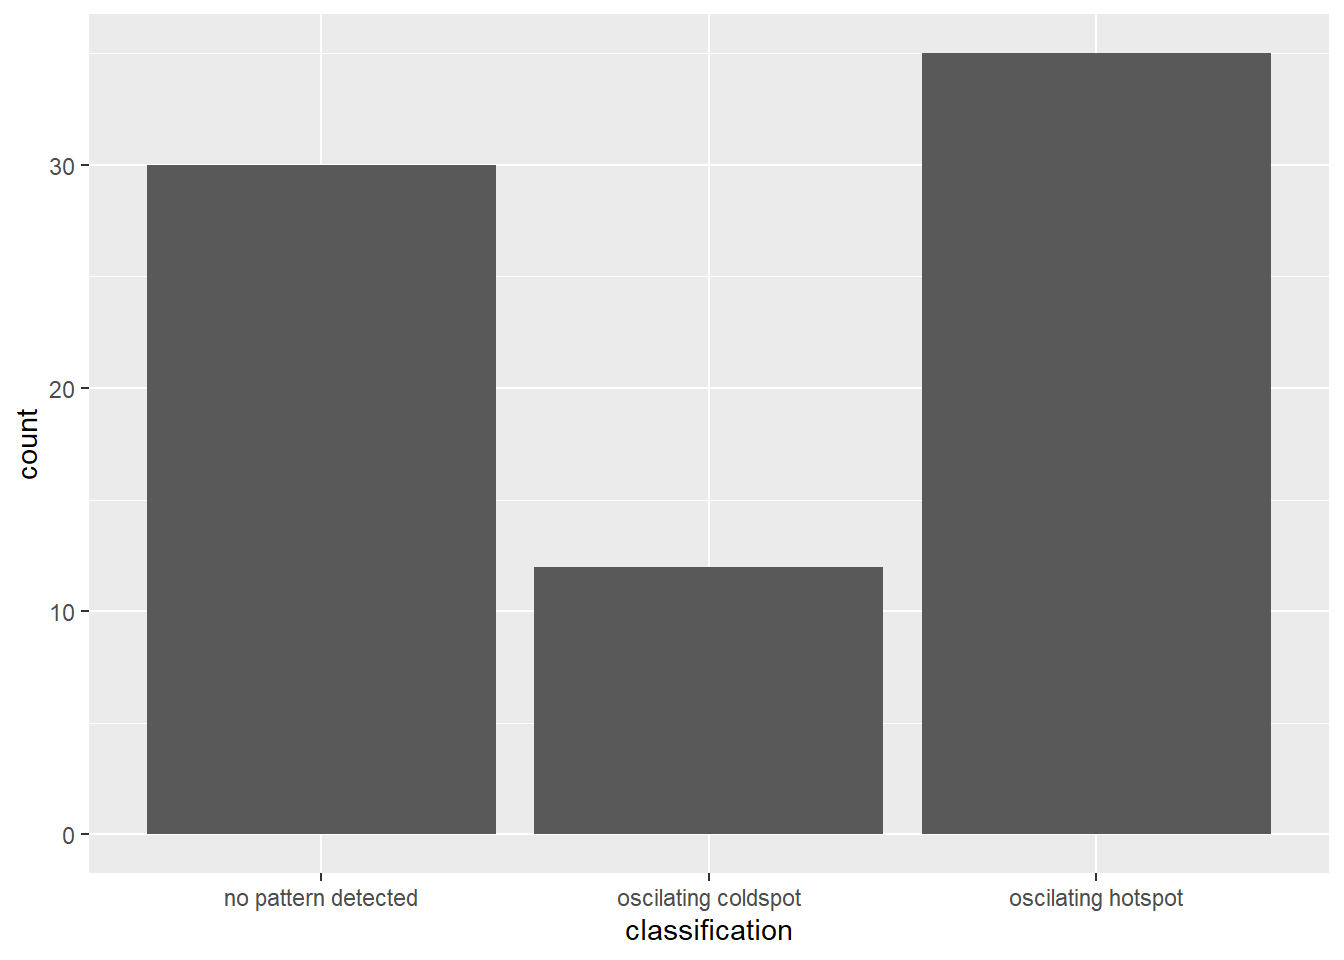 count
30
20
10
0
no pattern detected
oscilating coldspot
oscilating hotspot
classification